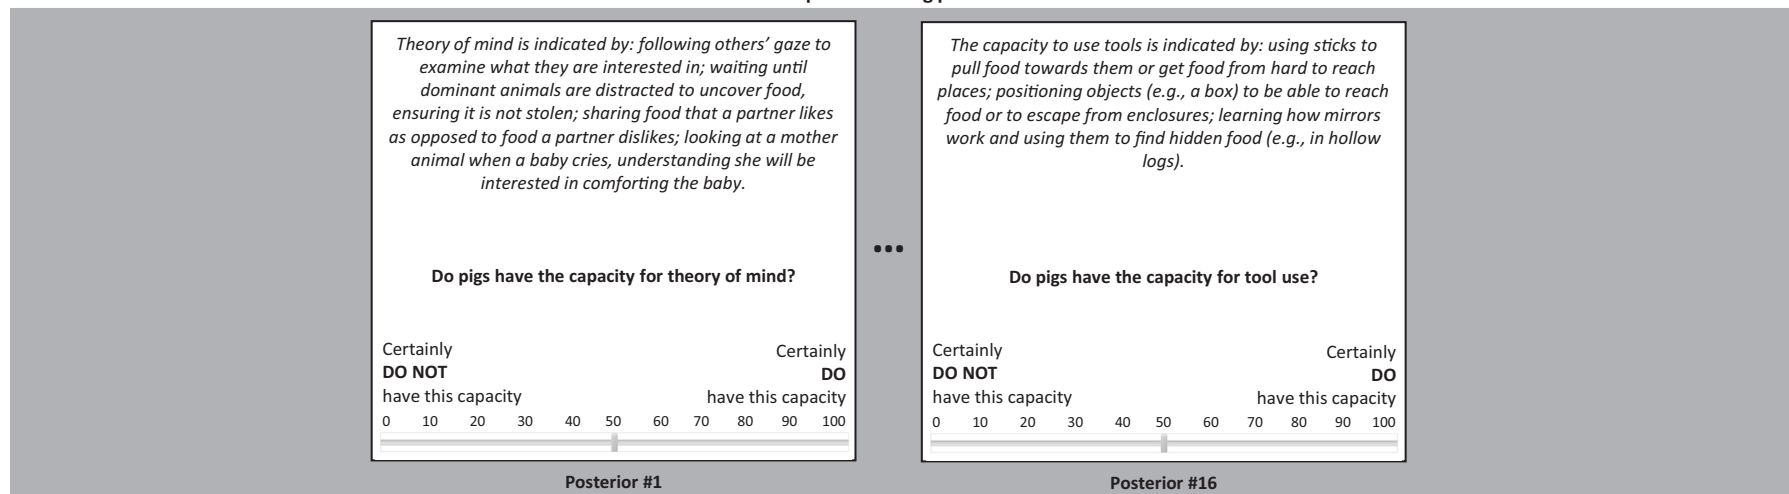 Theory of mind is indicated by: following others’ gaze to
examine what they are interested in; waiting until
dominant animals are distracted to uncover food,
ensuring it is not stolen; sharing food that a partner likes
as opposed to food a partner dislikes; looking at a mother
animal when a baby cries, understanding she will be
interested in comforting the baby.
Do pigs have the capacity for theory of mind?
Certainly
DO NOT
have this capacity
Certainly
DO
have this capacity
0 10 20 30 40 50 60 70 80 90 100
Posterior #1
...
The capacity to use tools is indicated by: using sticks to
pull food towards them or get food from hard to reach
places; positioning objects (e.g., a box) to be able to reach
food or to escape from enclosures; learning how mirrors
work and using them to find hidden food (e.g., in hollow
logs).
Do pigs have the capacity for tool use?
Certainly
DO NOT
have this capacity
Certainly
DO
have this capacity
0 10 20 30 40 50 60 70 80 90 100
Posterior #16